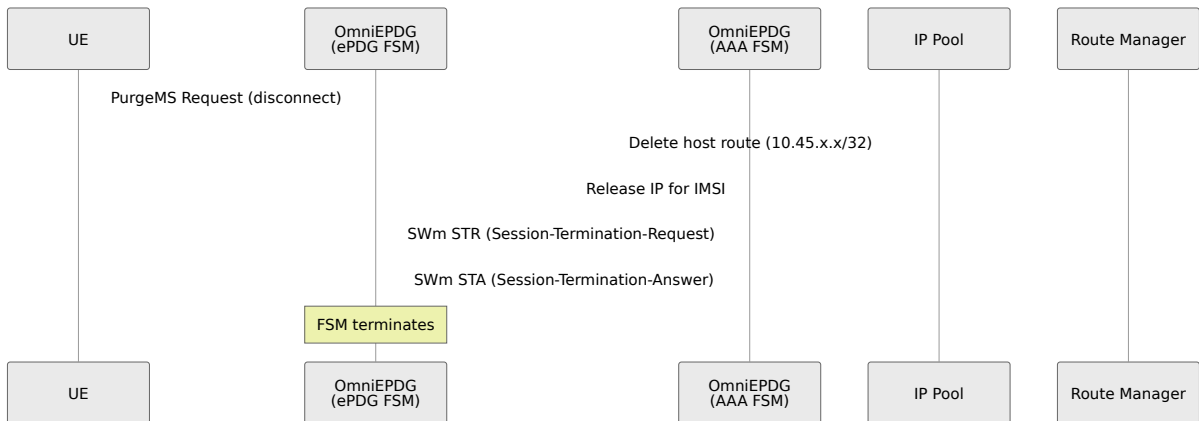 UE
OmniEPDG
(ePDG FSM)
OmniEPDG
(AAA FSM)
IP Pool
Route Manager
PurgeMS Request (disconnect)
Delete host route (10.45.x.x/32)
Release IP for IMSI
SWm STR (Session-Termination-Request)
SWm STA (Session-Termination-Answer)
FSM terminates
UE
OmniEPDG
(ePDG FSM)
OmniEPDG
(AAA FSM)
IP Pool
Route Manager